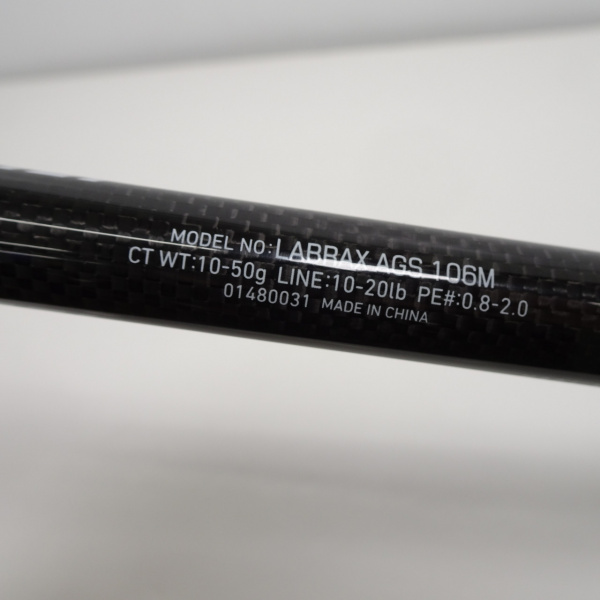 MODEL NO:LABRAX AGS 106M
CT WT:10-50g LINE:10-20lb PE#:0.8-2.0
01480031 MADE IN CHINA